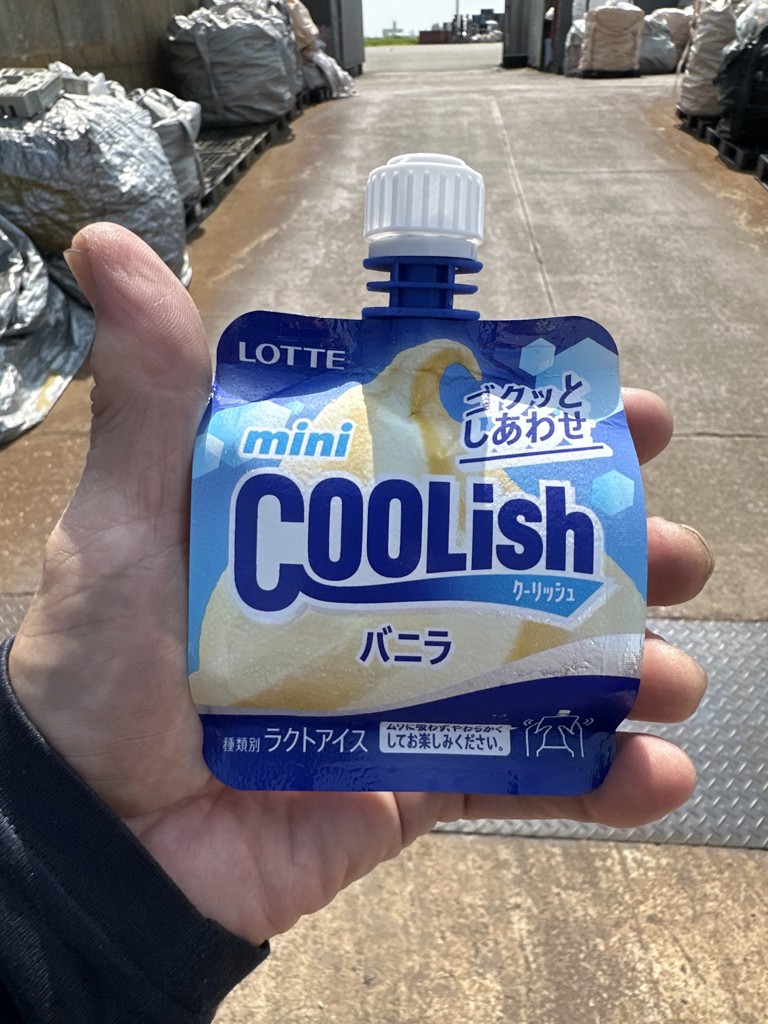 LOTTE
ゴクッと
しあわせ
mini
COOLish
クーリッシュ
バニラ
種類別 ラクトアイス
ムリに吸わず、やわらかく
してお楽しみください。